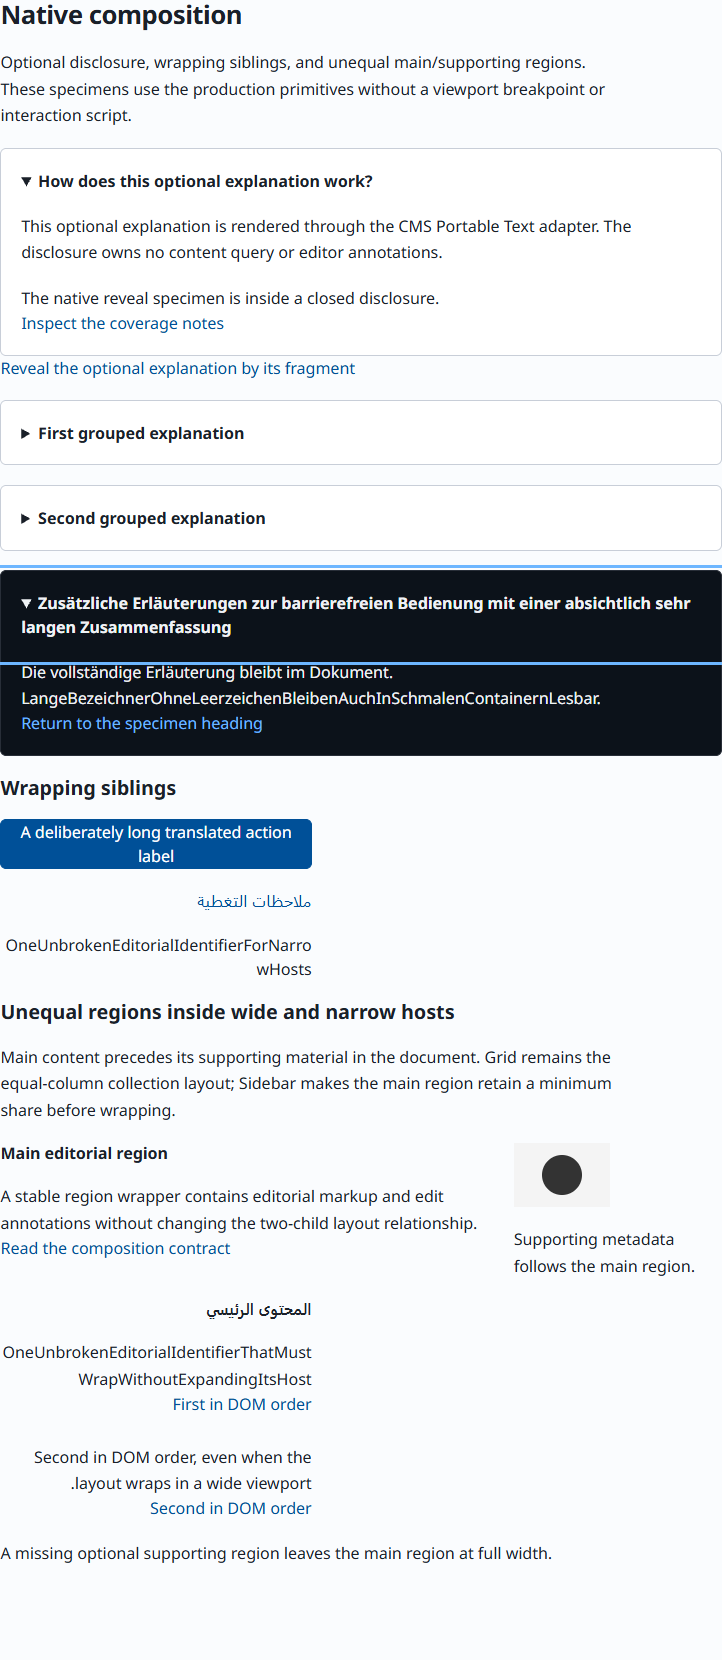 Native composition
Optional disclosure, wrapping siblings, and unequal main/supporting regions.
These specimens use the production primitives without a viewport breakpoint or
interaction script.
How does this optional explanation work?
This optional explanation is rendered through the CMS Portable Text adapter. The
disclosure owns no content query or editor annotations.
The native reveal specimen is inside a closed disclosure.
Inspect the coverage notes
Reveal the optional explanation by its fragment
First grouped explanation
Second grouped explanation
Zusätzliche Erläuterungen zur barrierefreien Bedienung mit einer absichtlich sehr
langen Zusammenfassung
Die vollständige Erläuterung bleibt im Dokument.
LangeBezeichnerOhneLeerzeichenBleibenAuchInSchmalenContainernLesbar.
Return to the specimen heading
Wrapping siblings
A deliberately long translated action
label
ملاحظات التغطية
OneUnbrokenEditorialIdentifierForNarro
wHosts
Unequal regions inside wide and narrow hosts
Main content precedes its supporting material in the document. Grid remains the
equal-column collection layout; Sidebar makes the main region retain a minimum
share before wrapping.
Main editorial region
A stable region wrapper contains editorial markup and edit
annotations without changing the two-child layout relationship.
Read the composition contract
Supporting metadata
follows the main region.
المحتوى الرئيسي
OneUnbrokenEditorialIdentifierThatMust
WrapWithoutExpandingItsHost
First in DOM order
Second in DOM order, even when the
.layout wraps in a wide viewport
Second in DOM order
A missing optional supporting region leaves the main region at full width.